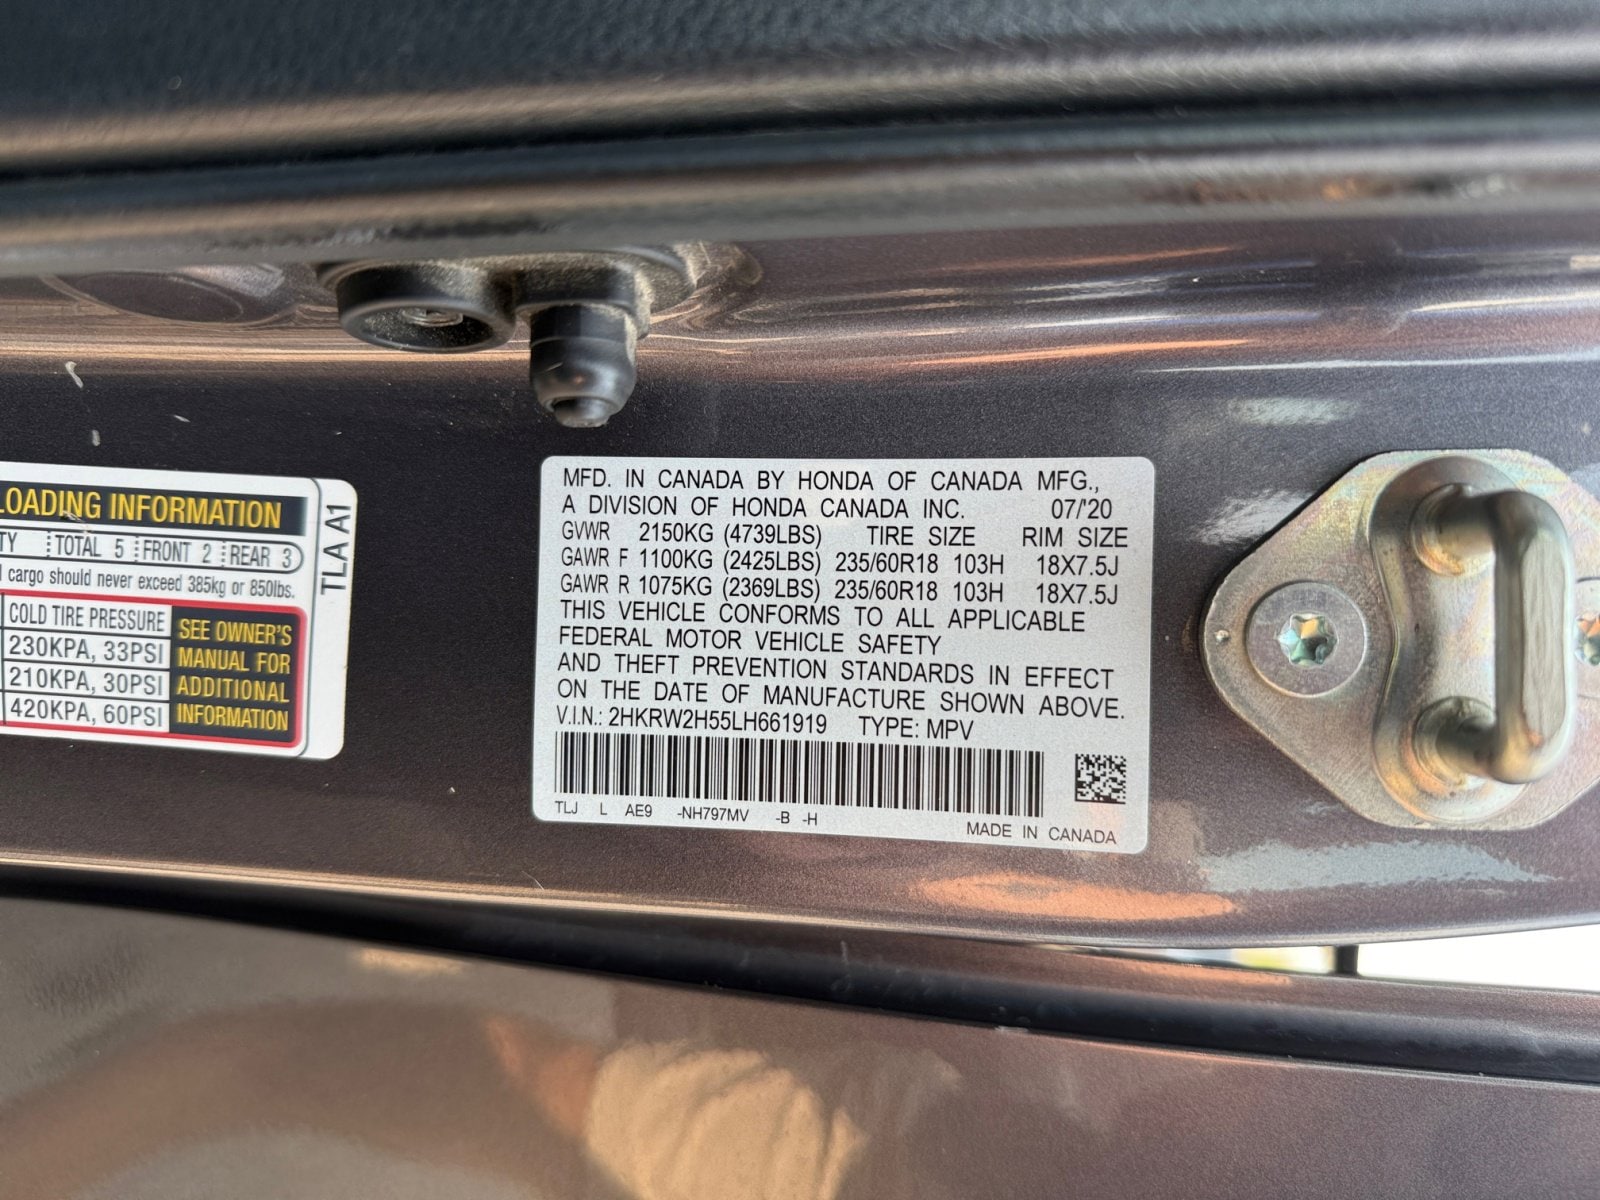 LOADING INFORMATION
TOTAL 5 FRONT 2 REAR 3
cargo should never exceed 385kg or 850lbs.
COLD TIRE PRESSURE
230KPA, 33PSI
210KPA, 30PSI
420KPA, 60PSI
SEE OWNER'S
MANUAL FOR
ADDITIONAL
INFORMATION
TLA A1
MFD. IN CANADA BY HONDA OF CANADA MFG.,
A DIVISION OF HONDA CANADA INC. 07/'20
GVWR 2150KG (4739LBS) TIRE SIZE RIM SIZE
GAWR F 1100KG (2425LBS) 235/60R18 103H 18X7.5J
GAWR R 1075KG (2369LBS) 235/60R18 103H 18X7.5J
THIS VEHICLE CONFORMS TO ALL APPLICABLE
FEDERAL MOTOR VEHICLE SAFETY
AND THEFT PREVENTION STANDARDS IN EFFECT
ON THE DATE OF MANUFACTURE SHOWN ABOVE.
V.I.N.: 2HKRW2H55LH661919 TYPE: MPV
TLJ L AE9 -NH797MV -B -H
MADE IN CANADA